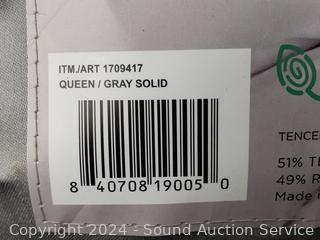 ITM./ART 1709417
QUEEN / GRAY SOLID
8 40708 19005 0
TENCE
51% TE
49% R
Made i
Copyright 2024 - Sound Auction Service